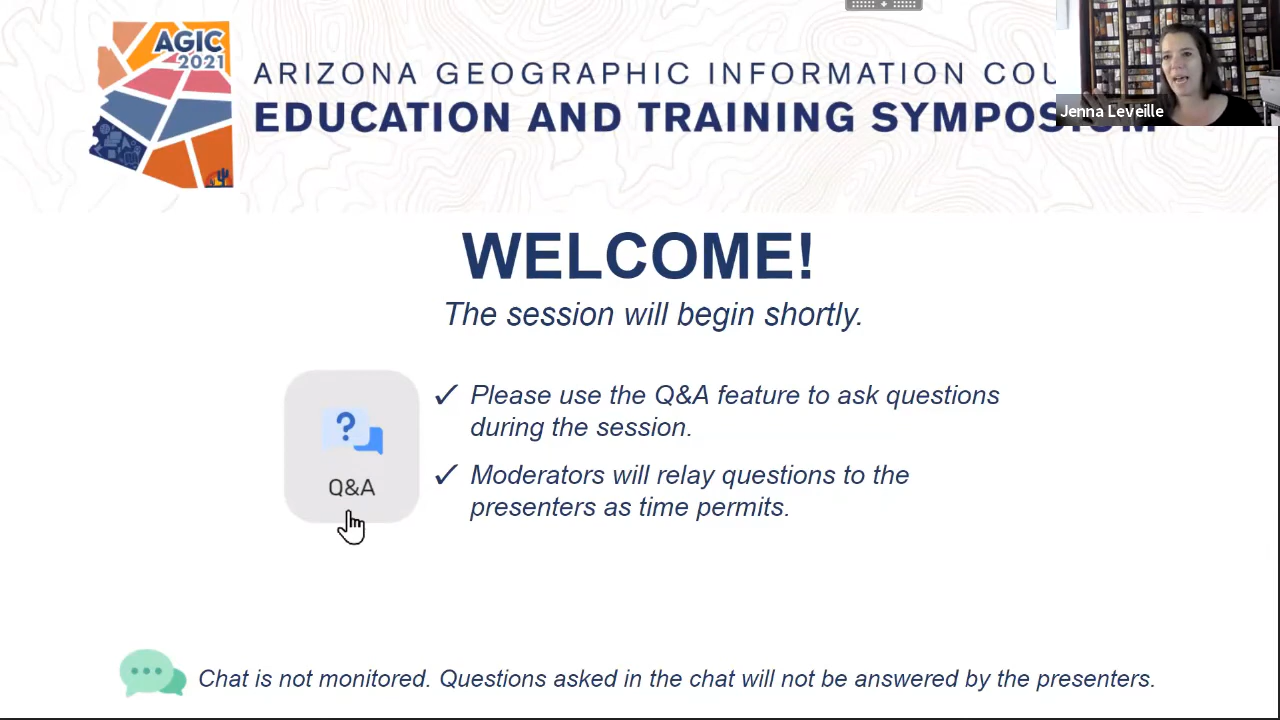 AGIC
2021
ARIZONA GEOGRAPHIC INFORMATION
EDUCATION AND TRAINING SYMPOSIUM
Jenna Leveille
WELCOME!
The session will begin shortly.
✓ Please use the Q&A feature to ask questions
during the session.
Q&A
✓ Moderators will relay questions to the
presenters as time permits.
Chat is not monitored. Questions asked in the chat will not be answered by the presenters.